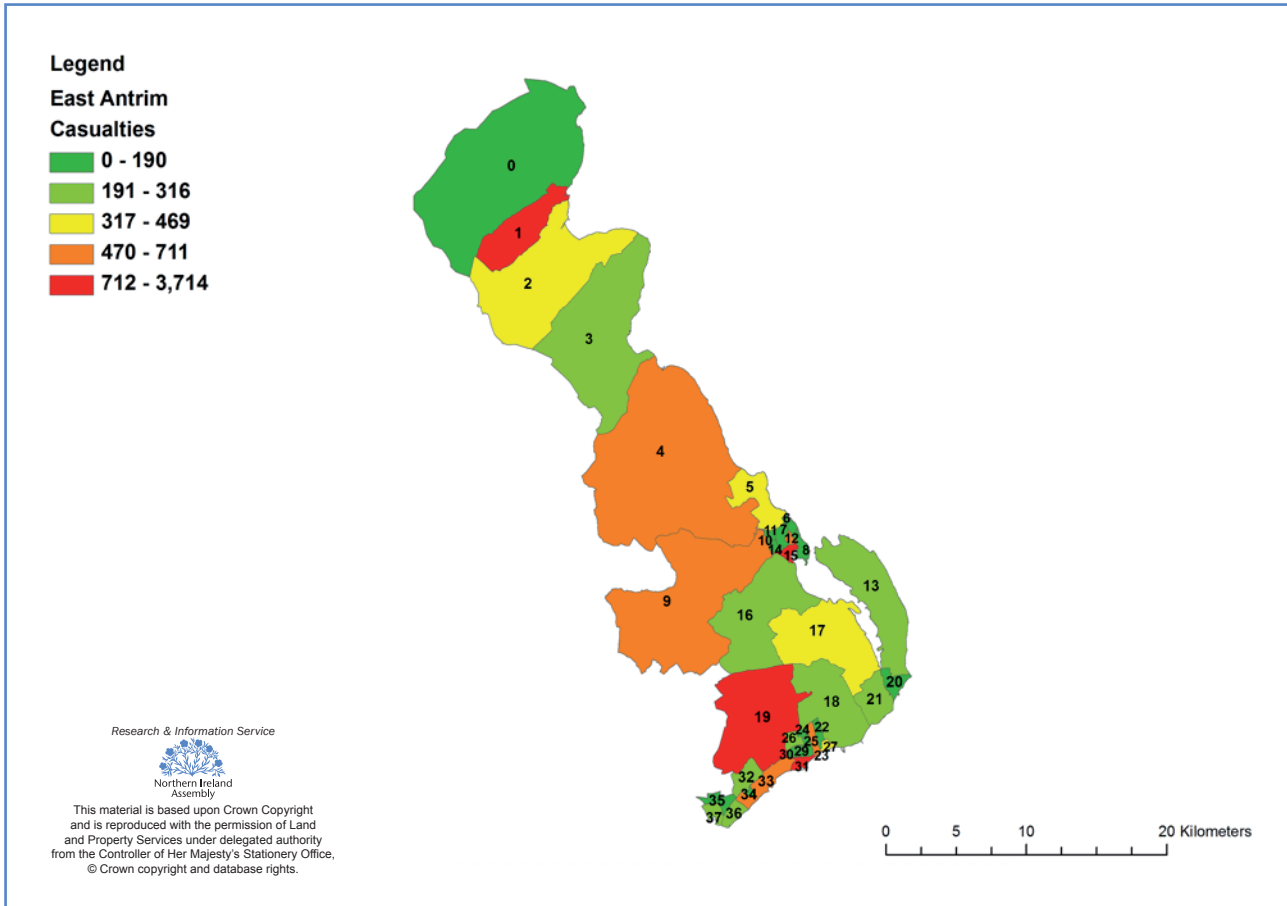 Legend
East Antrim
Casualties
0 - 190
191 - 316
317 - 469
470 - 711
712 - 3,714
0
1
2
3
4
5
6
11 7
10 12
14 15 8
13
9
16
17
20
21
18
19
24 22
26 25 27
30 29 23
31
32
33
34
35
36
37
Research & Information Service
Northern Ireland
Assembly
This material is based upon Crown Copyright
and is reproduced with the permission of Land
and Property Services under delegated authority
from the Controller of Her Majesty's Stationery Office,
© Crown copyright and database rights.
0 5 10 20 Kilometers